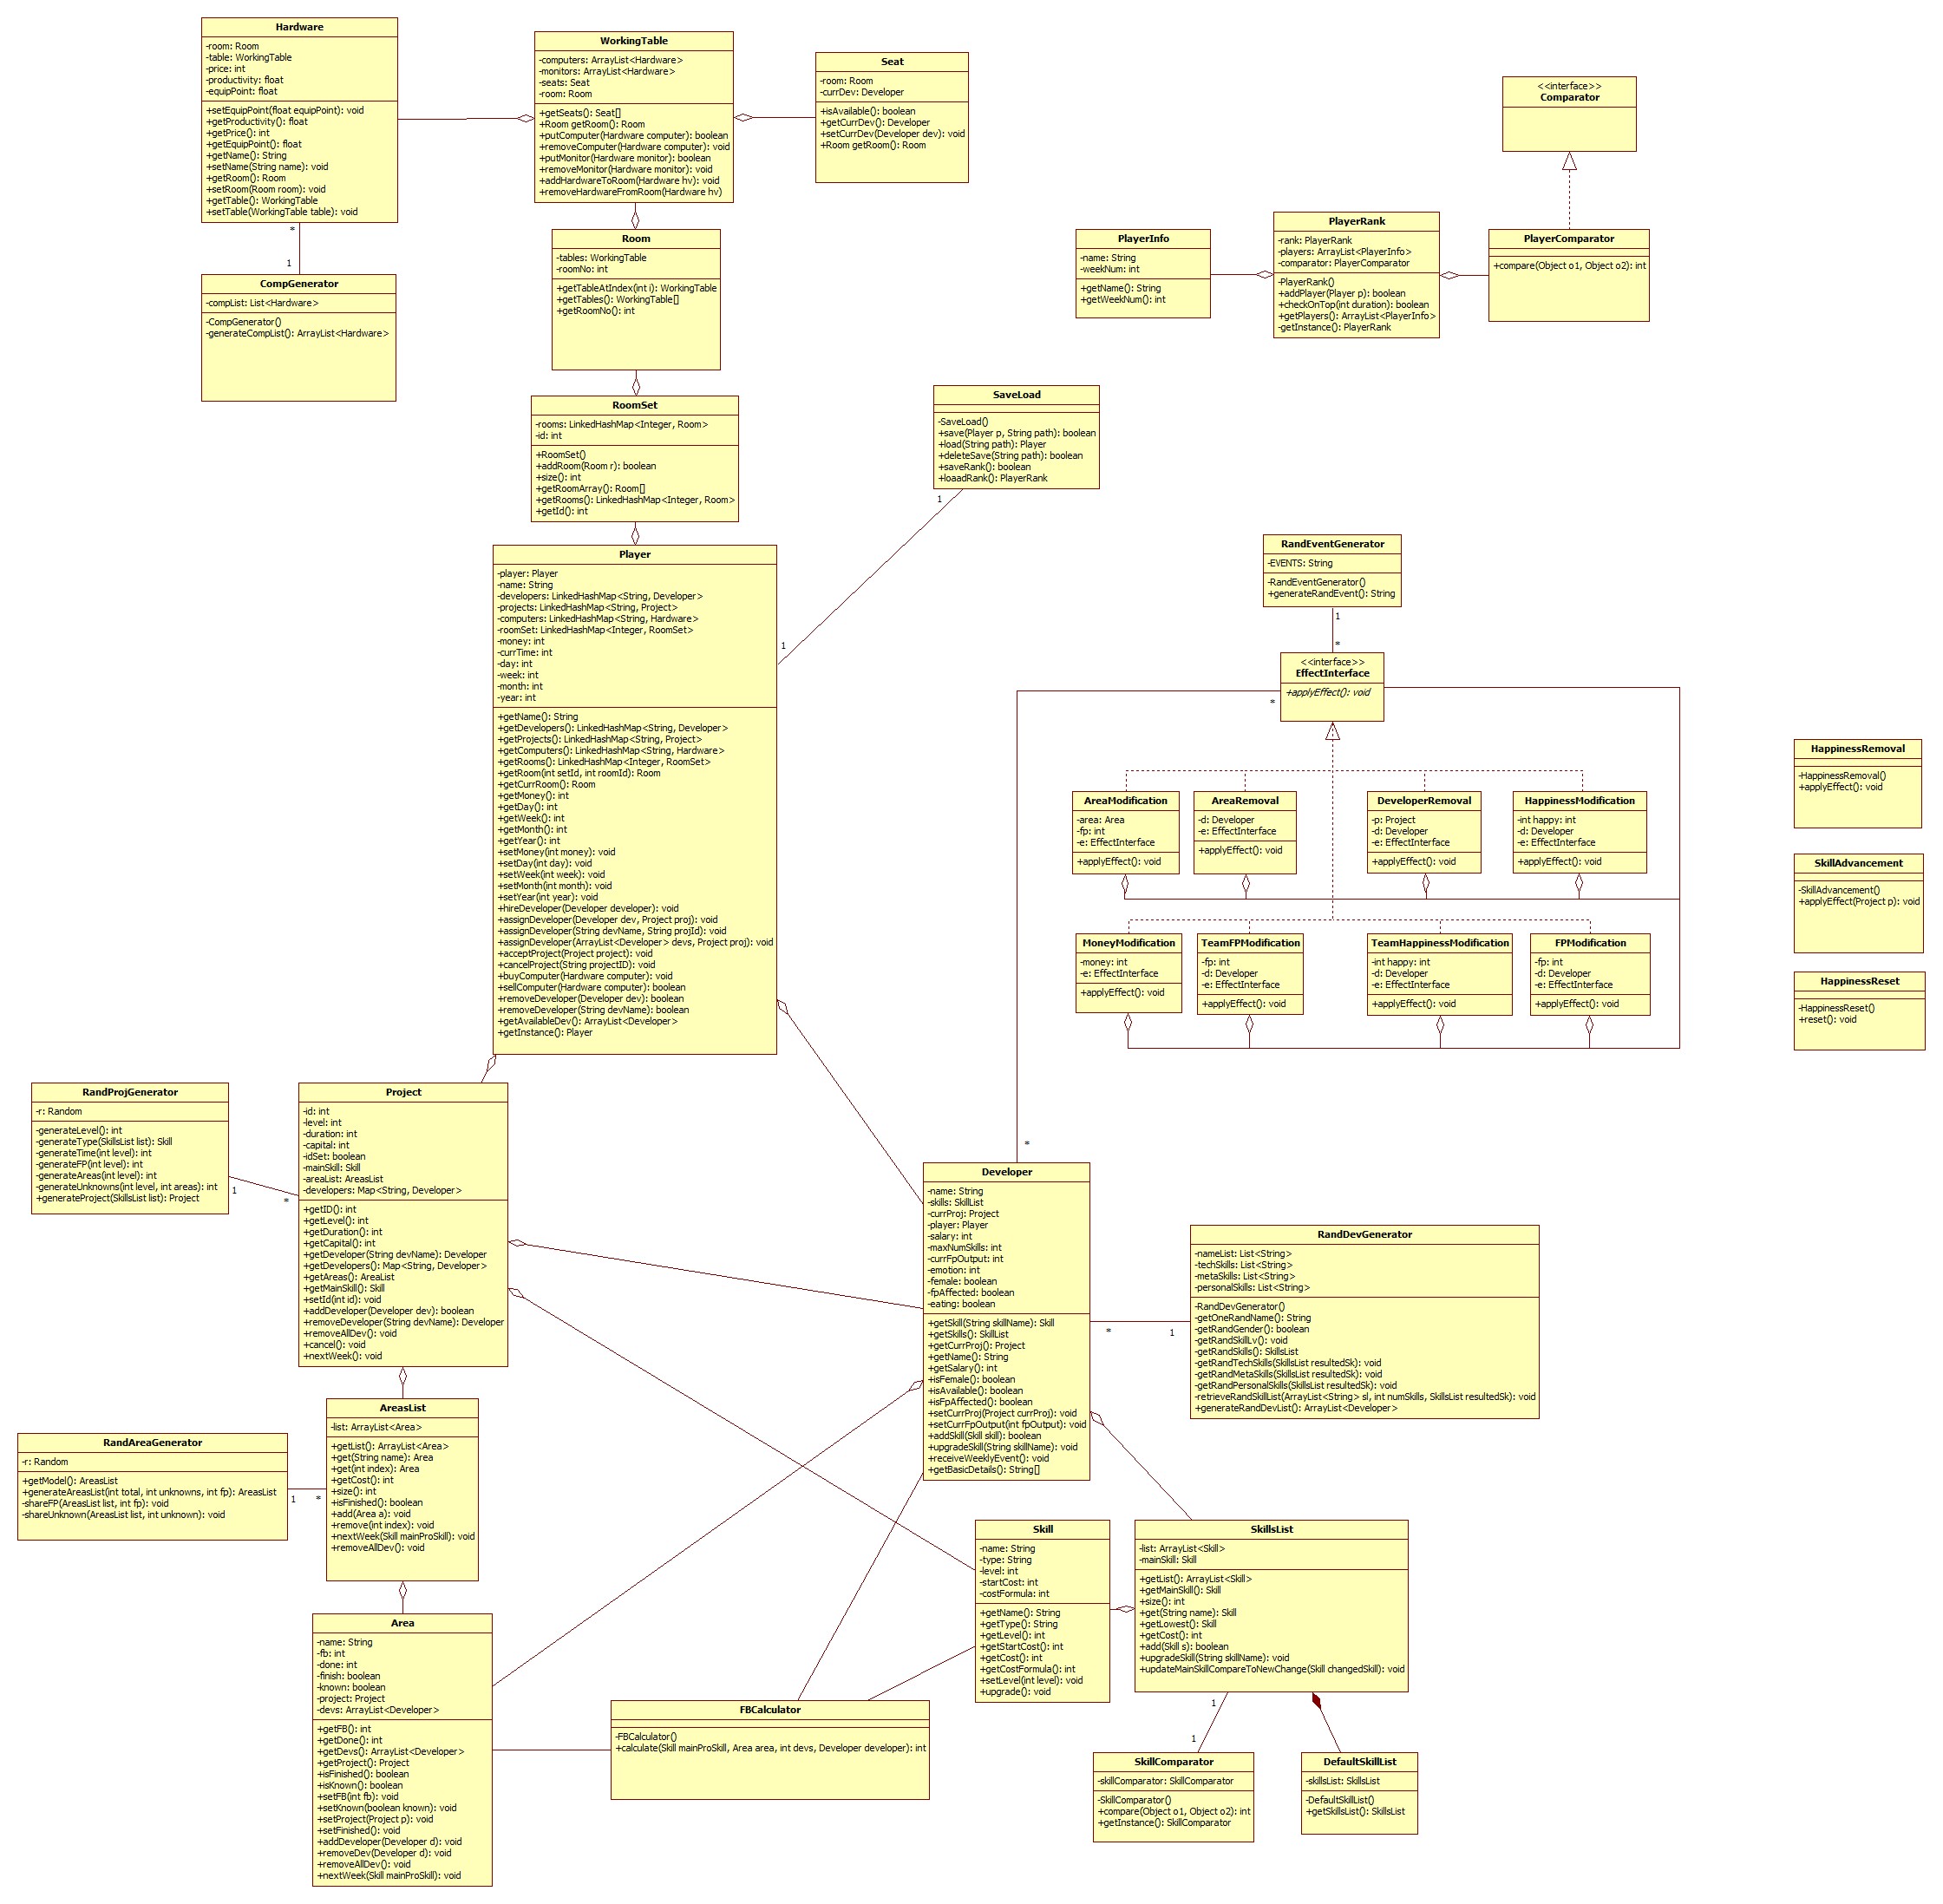 Hardware
-room: Room
-table: WorkingTable
-price: int
-productivity: float
-equipPoint: float
+setEquipPoint(float equipPoint): void
+getProductivity(): float
+getPrice(): int
+getEquipPoint(): float
+getName(): String
+setName(String name): void
+getRoom(): Room
+setRoom(Room room): void
+getTable(): WorkingTable
+setTable(WorkingTable table): void
WorkingTable
-computers: ArrayList<Hardware>
-monitors: ArrayList<Hardware>
-seats: Seat
-room: Room
+getSeats(): Seat[]
+Room getRoom(): Room
+putComputer(Hardware computer): boolean
+removeComputer(Hardware computer): void
+putMonitor(Hardware monitor): boolean
+removeMonitor(Hardware monitor): void
+addHardwareToRoom(Hardware hv): void
+removeHardwareFromRoom(Hardware hv)
Seat
-room: Room
-currDev: Developer
+isAvailable(): boolean
+getCurrDev(): Developer
+setCurrDev(Developer dev): void
+Room getRoom(): Room
<<interface>>
Comparator
*
1
CompGenerator
-compList: List<Hardware>
-CompGenerator()
-generateCompList(): ArrayList<Hardware>
Room
-tables: WorkingTable
-roomNo: int
+getTableAtIndex(int i): WorkingTable
+getTables(): WorkingTable[]
+getRoomNo(): int
PlayerInfo
-name: String
-weekNum: int
+getName(): String
+getWeekNum(): int
PlayerRank
-rank: PlayerRank
-players: ArrayList<PlayerInfo>
-comparator: PlayerComparator
-PlayerRank()
+addPlayer(Player p): boolean
+checkOnTop(int duration): boolean
+getPlayers(): ArrayList<PlayerInfo>
-getInstance(): PlayerRank
PlayerComparator
+compare(Object o1, Object o2): int
RoomSet
-rooms: LinkedHashMap<Integer, Room>
-id: int
+RoomSet()
+addRoom(Room r): boolean
+size(): int
+getRoomArray(): Room[]
+getRooms(): LinkedHashMap<Integer, Room>
+getId(): int
SaveLoad
-SaveLoad()
+save(Player p, String path): boolean
+load(String path): Player
+deleteSave(String path): boolean
+saveRank(): boolean
+loaadRank(): PlayerRank
1
1
Player
-player: Player
-name: String
-developers: LinkedHashMap<String, Developer>
-projects: LinkedHashMap<String, Project>
-computers: LinkedHashMap<String, Hardware>
-roomSet: LinkedHashMap<Integer, RoomSet>
-money: int
-currTime: int
-day: int
-week: int
-month: int
-year: int
+getName(): String
+getDevelopers(): LinkedHashMap<String, Developer>
+getProjects(): LinkedHashMap<String, Project>
+getComputers(): LinkedHashMap<String, Hardware>
+getRooms(): LinkedHashMap<Integer, RoomSet>
+getRoom(int setId, int roomId): Room
+getCurrRoom(): Room
+getMoney(): int
+getDay(): int
+getWeek(): int
+getMonth(): int
+getYear(): int
+setMoney(int money): void
+setDay(int day): void
+setWeek(int week): void
+setMonth(int month): void
+setYear(int year): void
+hireDeveloper(Developer developer): void
+assignDeveloper(Developer dev, Project proj): void
+assignDeveloper(String devName, String projId): void
+assignDeveloper(ArrayList<Developer> devs, Project proj): void
+acceptProject(Project project): void
+cancelProject(String projectID): void
+buyComputer(Hardware computer): void
+sellComputer(Hardware computer): boolean
+removeDeveloper(Developer dev): boolean
+removeDeveloper(String devName): boolean
+getAvailableDev(): ArrayList<Developer>
+getInstance(): Player
RandEventGenerator
-EVENTS: String
-RandEventGenerator()
+generateRandEvent(): String
1
*
<<interface>>
EffectInterface
+applyEffect(): void
*
HappinessRemoval
-HappinessRemoval()
+applyEffect(): void
AreaModification
-area: Area
-fp: int
-e: EffectInterface
+applyEffect(): void
AreaRemoval
-d: Developer
-e: EffectInterface
+applyEffect(): void
DeveloperRemoval
-p: Project
-d: Developer
-e: EffectInterface
+applyEffect(): void
HappinessModification
-int happy: int
-d: Developer
-e: EffectInterface
+applyEffect(): void
SkillAdvancement
-SkillAdvancement()
+applyEffect(Project p): void
MoneyModification
-money: int
-e: EffectInterface
+applyEffect(): void
TeamFPModification
-fp: int
-d: Developer
-e: EffectInterface
+applyEffect(): void
TeamHappinessModification
-int happy: int
-d: Developer
-e: EffectInterface
+applyEffect(): void
FPModification
-fp: int
-d: Developer
-e: EffectInterface
+applyEffect(): void
HappinessReset
-HappinessReset()
+reset(): void
RandProjGenerator
-r: Random
-generateLevel(): int
-generateType(SkillsList list): Skill
-generateTime(int level): int
-generateFP(int level): int
-generateAreas(int level): int
-generateUnknowns(int level, int areas): int
+generateProject(SkillsList list): Project
1
*
Project
-id: int
-level: int
-duration: int
-capital: int
-idSet: boolean
-mainSkill: Skill
-areaList: AreasList
-developers: Map<String, Developer>
+getID(): int
+getLevel(): int
+getDuration(): int
+getCapital(): int
+getDeveloper(String devName): Developer
+getDevelopers(): Map<String, Developer>
+getAreas(): AreaList
+getMainSkill(): Skill
+setId(int id): void
+addDeveloper(Developer dev): boolean
+removeDeveloper(String devName): Developer
+removeAllDev(): void
+cancel(): void
+nextWeek(): void
*
Developer
-name: String
-skills: SkillList
-currProj: Project
-player: Player
-salary: int
-maxNumSkills: int
-currFpOutput: int
-emotion: int
-female: boolean
-fpAffected: boolean
-eating: boolean
+getSkill(String skillName): Skill
+getSkills(): SkillList
+getCurrProj(): Project
+getName(): String
+getSalary(): int
+isFemale(): boolean
+isAvailable(): boolean
+isFpAffected(): boolean
+setCurrProj(Project currProj): void
+setCurrFpOutput(int fpOutput): void
+addSkill(Skill skill): boolean
+upgradeSkill(String skillName): void
+receiveWeeklyEvent(): void
+getBasicDetails(): String[]
*
1
RandDevGenerator
-nameList: List<String>
-techSkills: List<String>
-metaSkills: List<String>
-personalSkills: List<String>
-RandDevGenerator()
-getOneRandName(): String
-getRandGender(): boolean
-getRandSkillLv(): void
-getRandSkills(): SkillsList
-getRandTechSkills(SkillsList resultedSk): void
-getRandMetaSkills(SkillsList resultedSk): void
-getRandPersonalSkills(SkillsList resultedSk): void
-retrieveRandSkillList(ArrayList<String> sl, int numSkills, SkillsList resultedSk): void
+generateRandDevList(): ArrayList<Developer>
RandAreaGenerator
-r: Random
+getModel(): AreasList
+generateAreasList(int total, int unknowns, int fp): AreasList
-shareFP(AreasList list, int fp): void
-shareUnknown(AreasList list, int unknown): void
1
*
AreasList
-list: ArrayList<Area>
+getList(): ArrayList<Area>
+get(String name): Area
+get(int index): Area
+getCost(): int
+size(): int
+isFinished(): boolean
+add(Area a): void
+remove(int index): void
+nextWeek(Skill mainProSkill): void
+removeAllDev(): void
Skill
-name: String
-type: String
-level: int
-startCost: int
-costFormula: int
+getName(): String
+getType(): String
+getLevel(): int
+getStartCost(): int
+getCost(): int
+getCostFormula(): int
+setLevel(int level): void
+upgrade(): void
SkillsList
-list: ArrayList<Skill>
-mainSkill: Skill
+getList(): ArrayList<Skill>
+getMainSkill(): Skill
+size(): int
+get(String name): Skill
+getLowest(): Skill
+getCost(): int
+add(Skill s): boolean
+upgradeSkill(String skillName): void
+updateMainSkillCompareToNewChange(Skill changedSkill): void
Area
-name: String
-fb: int
-done: int
-finish: boolean
-known: boolean
-project: Project
-devs: ArrayList<Developer>
+getFB(): int
+getDone(): int
+getDevs(): ArrayList<Developer>
+getProject(): Project
+isFinished(): boolean
+isKnown(): boolean
+setFB(int fb): void
+setKnown(boolean known): void
+setProject(Project p): void
+setFinished(): void
+addDeveloper(Developer d): void
+removeDev(Developer d): void
+removeAllDev(): void
+nextWeek(Skill mainProSkill): void
FBCalculator
-FBCalculator()
+calculate(Skill mainProSkill, Area area, int devs, Developer developer): int
1
1
SkillComparator
-skillComparator: SkillComparator
-SkillComparator()
+compare(Object o1, Object o2): int
+getInstance(): SkillComparator
DefaultSkillList
-skillsList: SkillsList
-DefaultSkillList()
+getSkillsList(): SkillsList